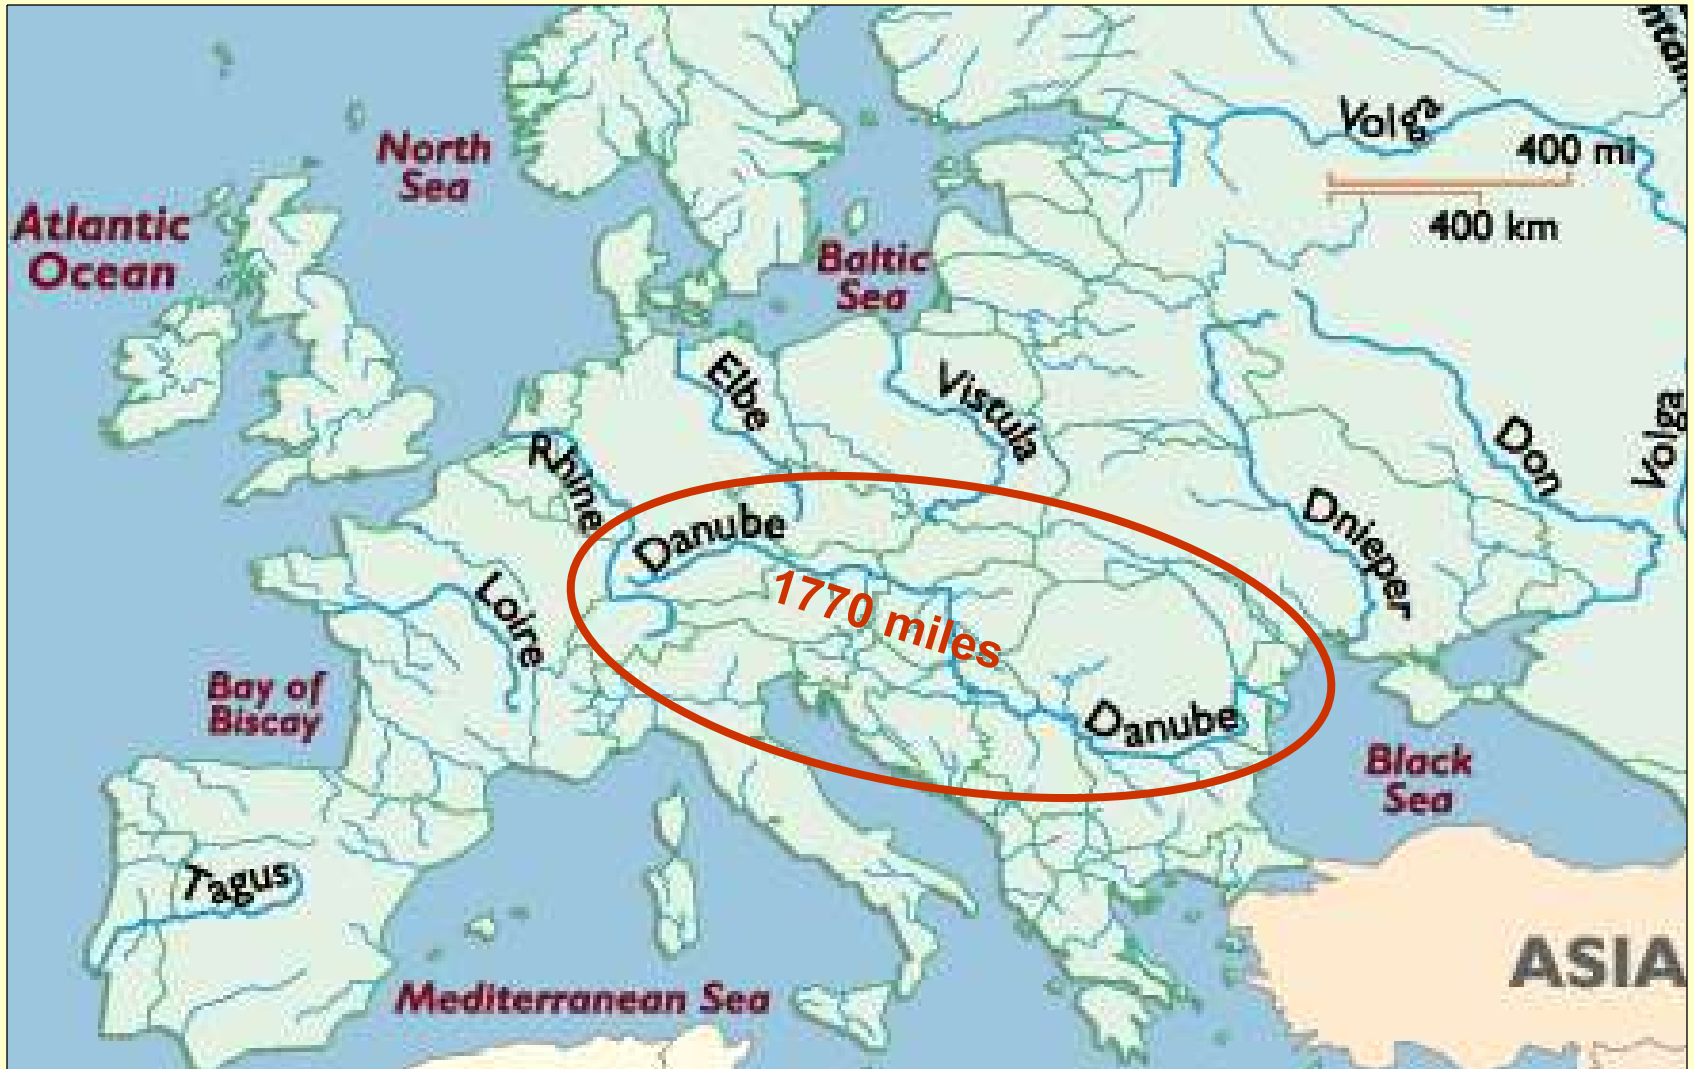 ntain
Volga
400 mi
North
Sea
400 km
Atlantic
Ocean
Baltic
Sea
Elbe
Vistula
Volga
Rhine
Don
Danube
Dnieper
1770 miles
Loire
Bay of
Biscay
Danube
Black
Sea
Tagus
ASIA
Mediterranean Sea